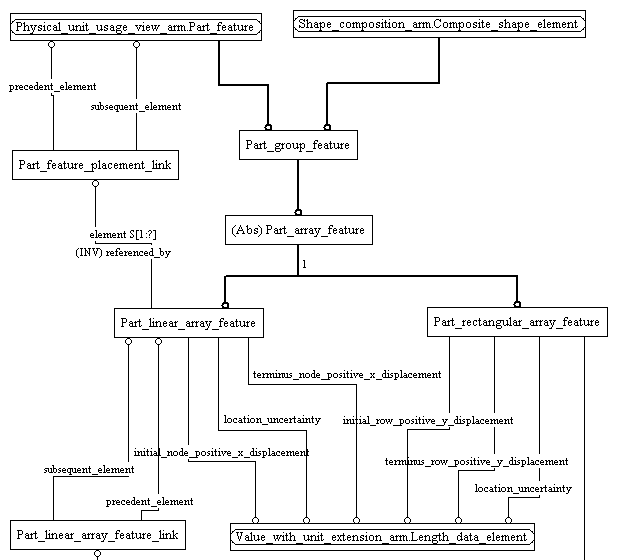 Physical_unit_usage_view_arm.Part_feature
Shape_composition_arm.Composite_shape_element
precedent_element
subsequent_element
Part_group_feature
Part_feature_placement_link
element S[1:?]
(Abs) Part_array_feature
(INV) referenced_by
1
Part_linear_array_feature
Part_rectangular_array_feature
terminus_node_positive_x_displacement
location_uncertainty
initial_row_positive_y_displacement
initial_node_positive_x_displacement
terminus_row_positive_y_displacement
subsequent_element
location_uncertainty
precedent_element
Part_linear_array_feature_link
Value_with_unit_extension_arm.Length_data_element